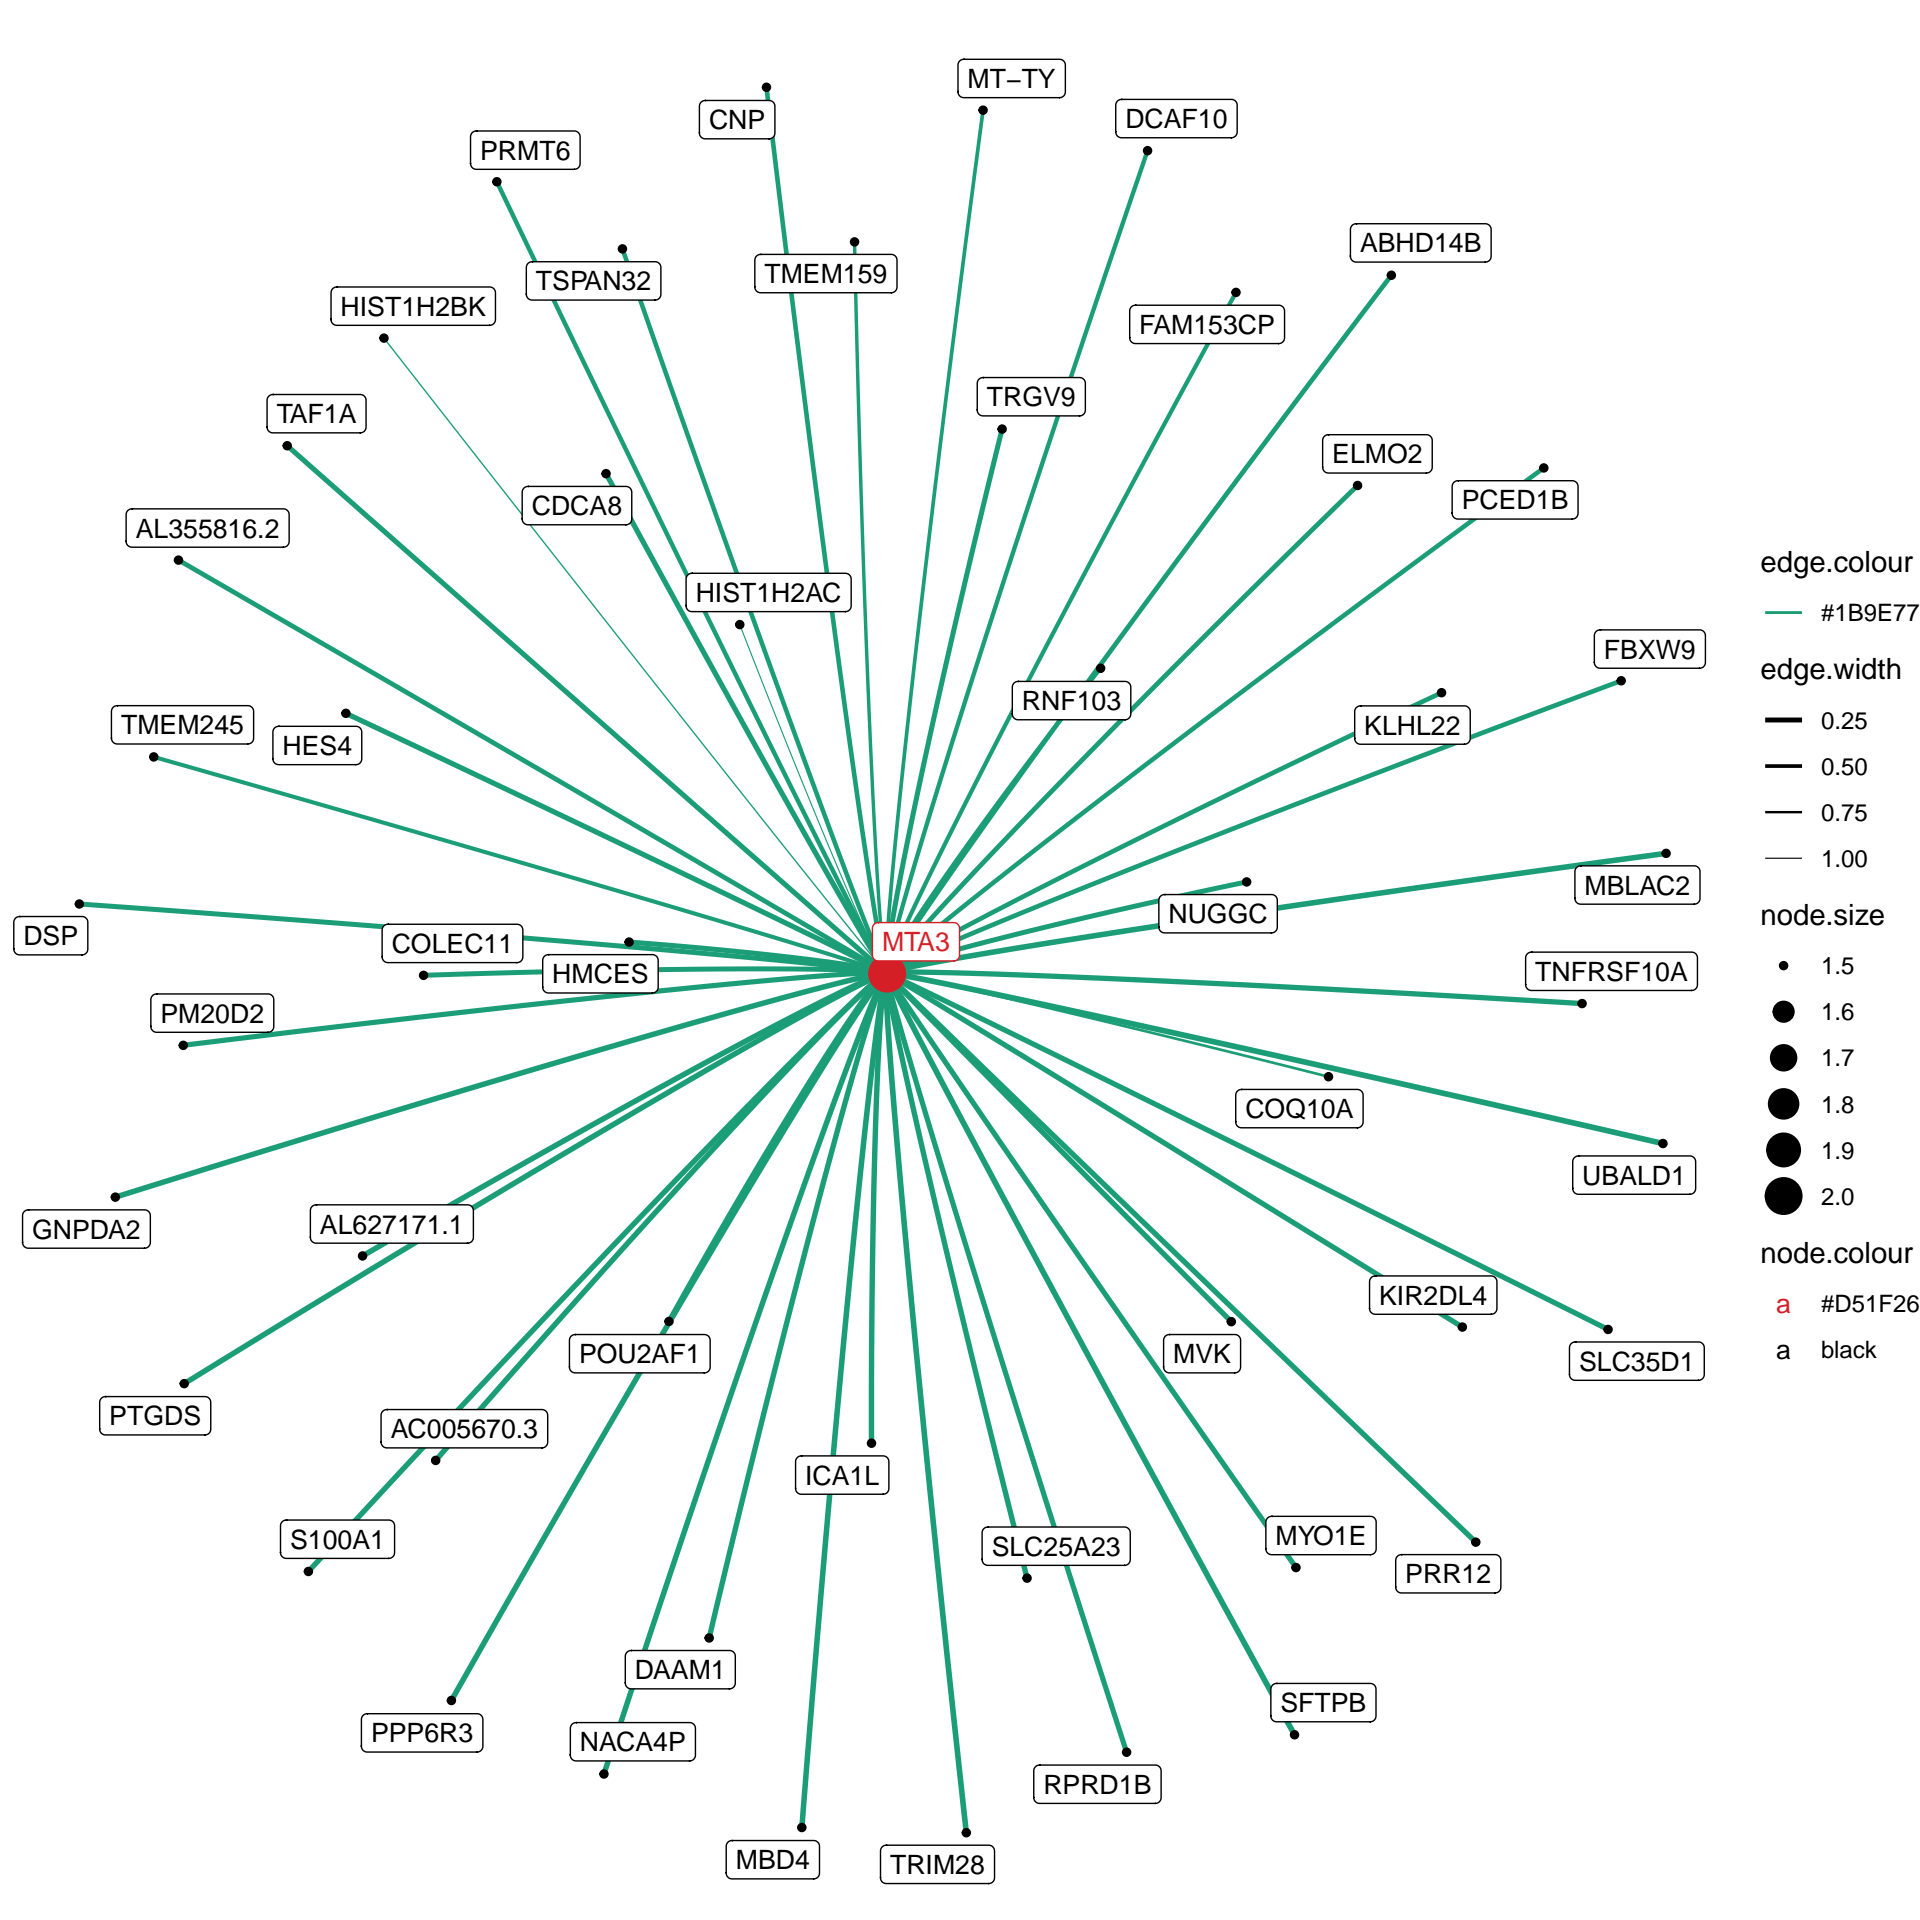 MT−TY
CNP
DCAF10
PRMT6
ABHD14B
TMEM159
TSPAN32
HIST1H2BK
FAM153CP
TRGV9
TAF1A
ELMO2
PCED1B
CDCA8
AL355816.2
HIST1H2AC
FBXW9
RNF103
TMEM245
KLHL22
HES4
MBLAC2
NUGGC
DSP
MTA3
COLEC11
HMCES
TNFRSF10A
PM20D2
COQ10A
UBALD1
AL627171.1
GNPDA2
KIR2DL4
POU2AF1
MVK
SLC35D1
PTGDS
AC005670.3
ICA1L
MYO1E
S100A1
SLC25A23
PRR12
DAAM1
SFTPB
PPP6R3
NACA4P
RPRD1B
MBD4
TRIM28
edge.colour
#1B9E77
edge.width
0.25
0.50
0.75
1.00
node.size
1.5
1.6
1.7
1.8
1.9
2.0
node.colour
a #D51F26
a black